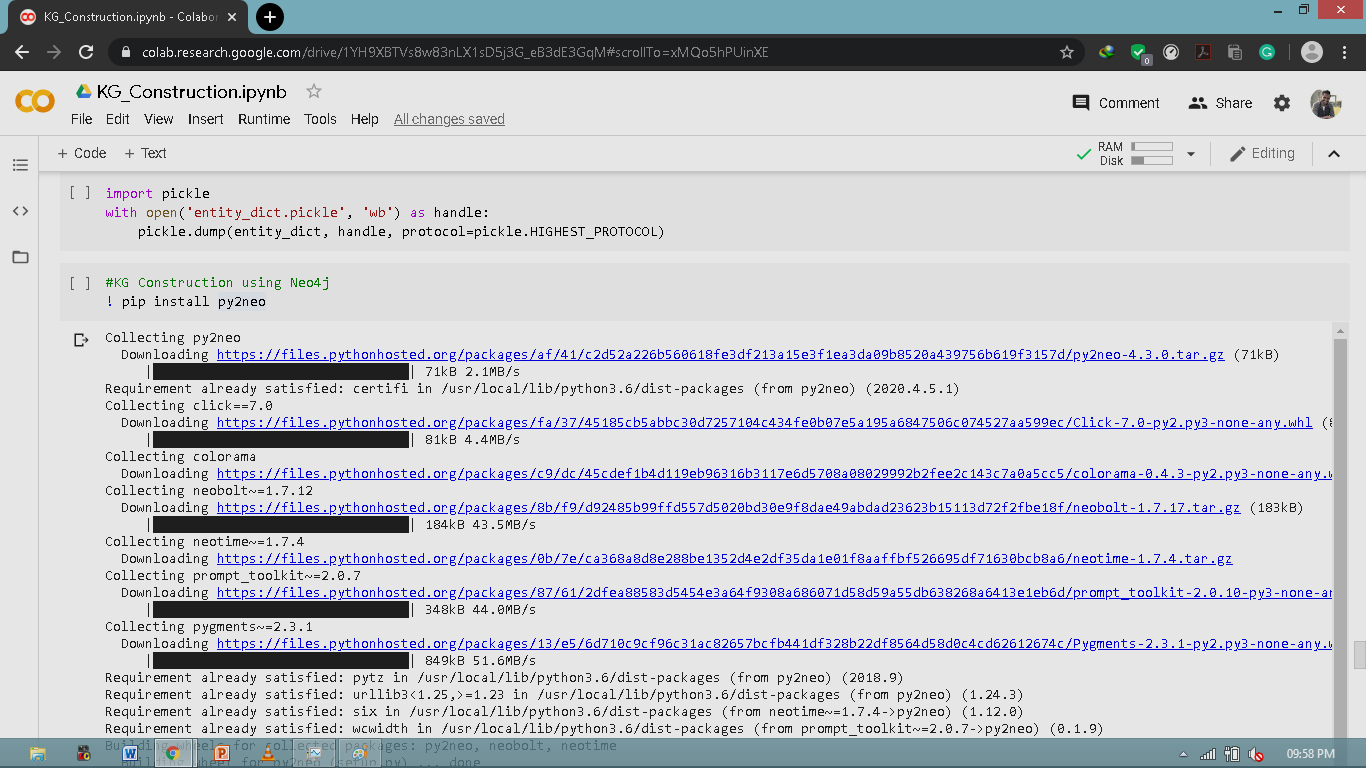 KG_Construction.ipynb - Colabor
colab.research.google.com/drive/1YH9XBTVs8w83nLX1sD5j3G_eB3dE3GqM#scrollTo=xMQo5hPUinXE
0
KG_Construction.ipynb
Comment
Share
File Edit View Insert Runtime Tools Help All changes saved
+ Code + Text
RAM
Disk
Editing
[ ] import pickle
with open('entity_dict.pickle', 'wb') as handle:
pickle.dump(entity_dict, handle, protocol=pickle.HIGHEST_PROTOCOL)
[ ] #KG Construction using Neo4j
! pip install py2neo
Collecting py2neo
Downloading https://files.pythonhosted.org/packages/af/41/c2d52a226b560618fe3df213a15e3f1ea3da09b8520a439756b619f3157d/py2neo-4.3.0.tar.gz (71kB)
| | 71kB 2.1MB/s
Requirement already satisfied: certifi in /usr/local/lib/python3.6/dist-packages (from py2neo) (2020.4.5.1)
Collecting click==7.0
Downloading https://files.pythonhosted.org/packages/fa/37/45185cb5abbc30d7257104c434fe0b07e5a195a6847506c074527aa599ec/Click-7.0-py2.py3-none-any.whl (8
| | 81kB 4.4MB/s
Collecting colorama
Downloading https://files.pythonhosted.org/packages/c9/dc/45cdef1b4d119eb96316b3117e6d5708a08029992b2fee2c143c7a0a5cc5/colorama-0.4.3-py2.py3-none-any.w
Collecting neobolt~=1.7.12
Downloading https://files.pythonhosted.org/packages/8b/f9/d92485b99ffd557d5020bd30e9f8dae49abdad23623b15113d72f2fbe18f/neobolt-1.7.17.tar.gz (183kB)
| | 184kB 43.5MB/s
Collecting neotime~=1.7.4
Downloading https://files.pythonhosted.org/packages/0b/7e/ca368a8d8e288be1352d4e2df35da1e01f8aaffbf526695df71630bcb8a6/neotime-1.7.4.tar.gz
Collecting prompt_toolkit~=2.0.7
Downloading https://files.pythonhosted.org/packages/87/61/2dfea88583d5454e3a64f9308a686071d58d59a55db638268a6413e1eb6d/prompt_toolkit-2.0.10-py3-none-an
| | 348kB 44.0MB/s
Collecting pygments~=2.3.1
Downloading https://files.pythonhosted.org/packages/13/e5/6d710c9cf96c31ac82657bcfb441df328b22df8564d58d0c4cd62612674c/Pygments-2.3.1-py2.py3-none-any.w
| | 849kB 51.6MB/s
Requirement already satisfied: pytz in /usr/local/lib/python3.6/dist-packages (from py2neo) (2018.9)
Requirement already satisfied: urllib3<1.25,>=1.23 in /usr/local/lib/python3.6/dist-packages (from py2neo) (1.24.3)
Requirement already satisfied: six in /usr/local/lib/python3.6/dist-packages (from neotime~=1.7.4->py2neo) (1.12.0)
Requirement already satisfied: wcwidth in /usr/local/lib/python3.6/dist-packages (from prompt_toolkit~=2.0.7->py2neo) (0.1.9)
Building wheels for collected packages: py2neo, neobolt, neotime
Building wheel for py2neo (setup.py) ... done
09:58 PM